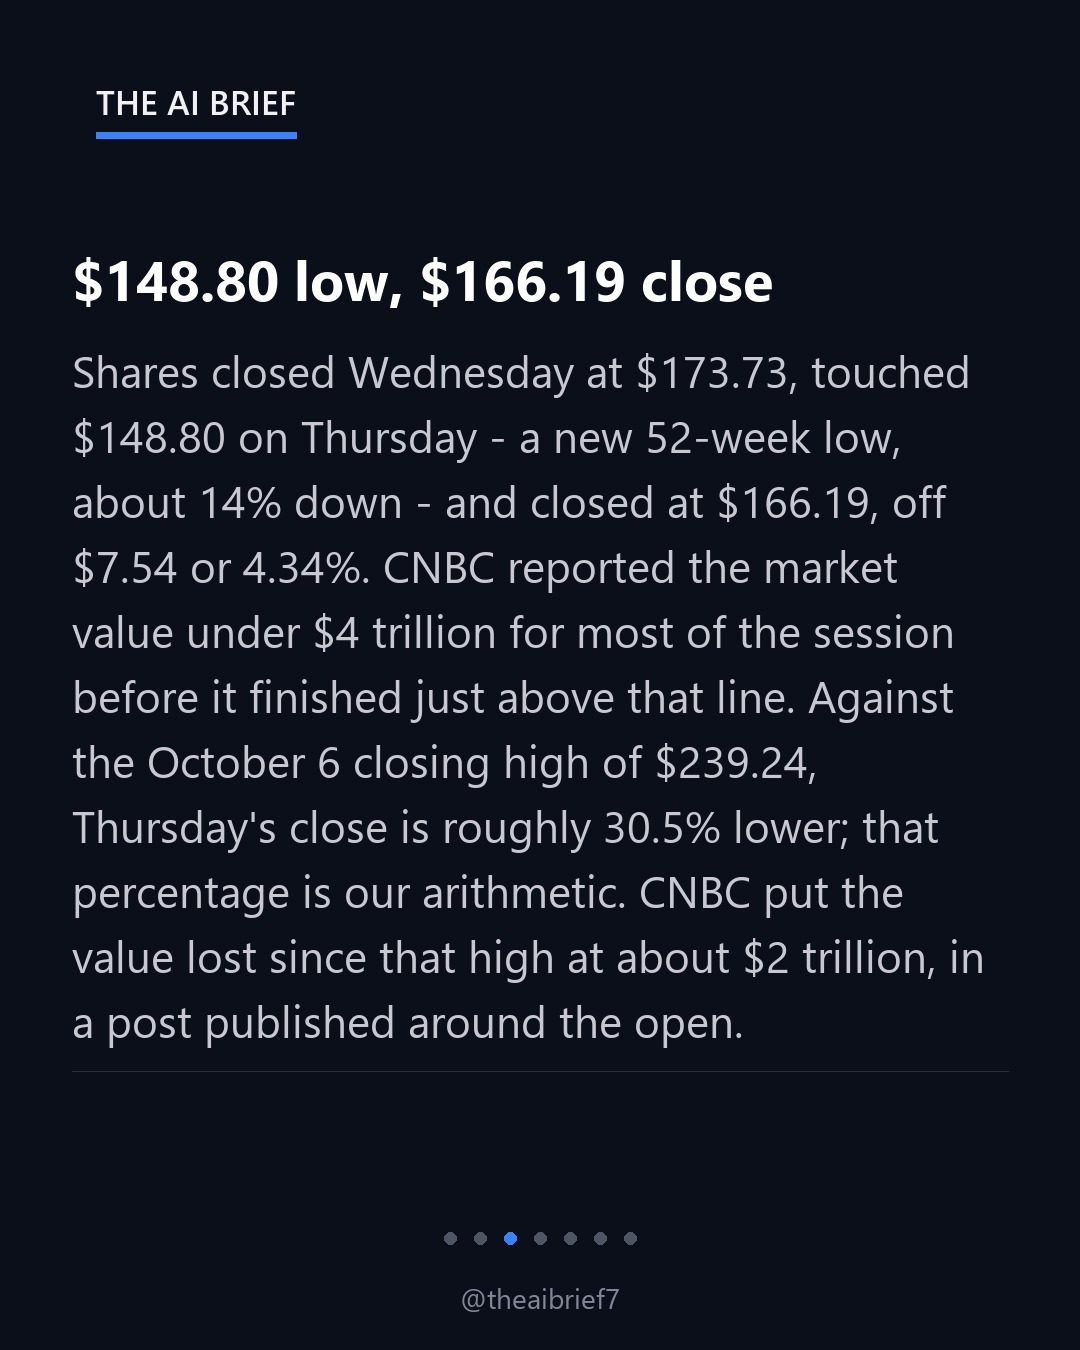 THE AI BRIEF
$148.80 low, $166.19 close
Shares closed Wednesday at $173.73, touched
$148.80 on Thursday - a new 52-week low,
about 14% down - and closed at $166.19, off
$7.54 or 4.34%. CNBC reported the market
value under $4 trillion for most of the session
before it finished just above that line. Against
the October 6 closing high of $239.24,
Thursday's close is roughly 30.5% lower; that
percentage is our arithmetic. CNBC put the
value lost since that high at about $2 trillion, in
a post published around the open.
@theaibrief7